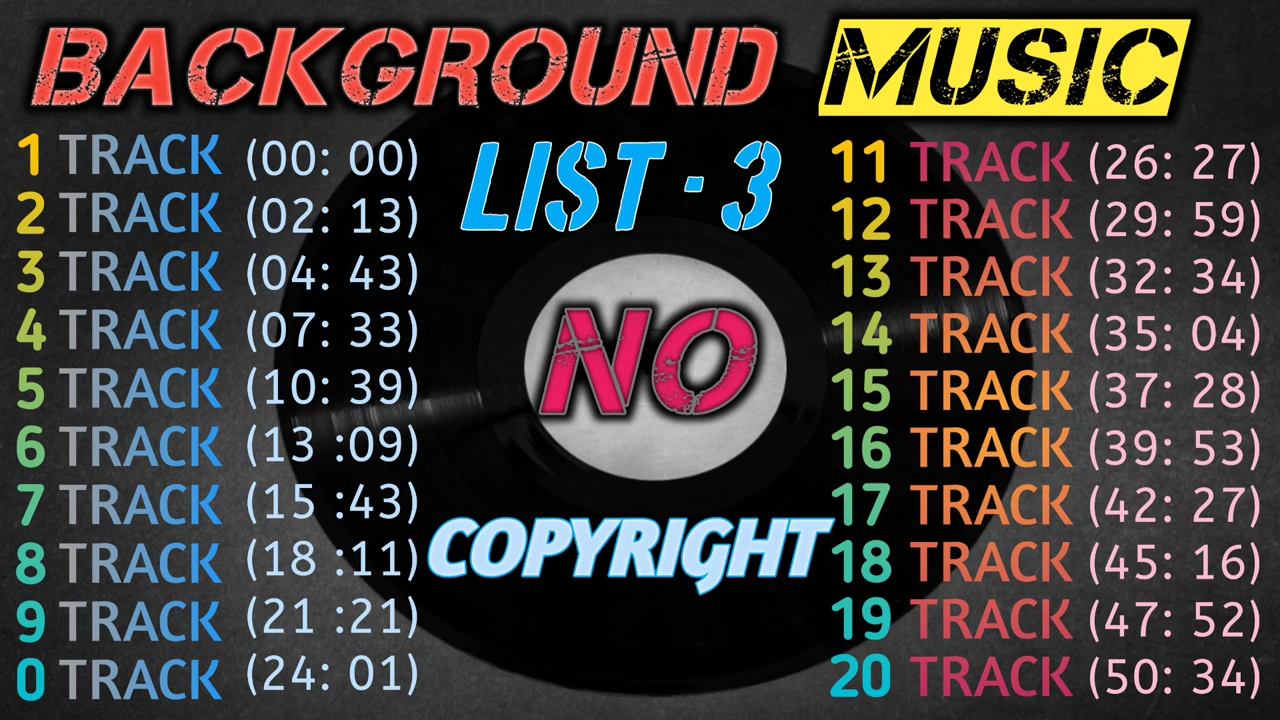 BACKGROUND MUSIC
LIST - 3
1 TRACK (00: 00)
2 TRACK (02: 13)
3 TRACK (04: 43)
4 TRACK (07: 33)
5 TRACK (10: 39)
6 TRACK (13 :09)
7 TRACK (15 :43)
8 TRACK (18 :11)
9 TRACK (21 :21)
0 TRACK (24: 01)
NO
COPYRIGHT
11 TRACK (26: 27)
12 TRACK (29: 59)
13 TRACK (32: 34)
14 TRACK (35: 04)
15 TRACK (37: 28)
16 TRACK (39: 53)
17 TRACK (42: 27)
18 TRACK (45: 16)
19 TRACK (47: 52)
20 TRACK (50: 34)